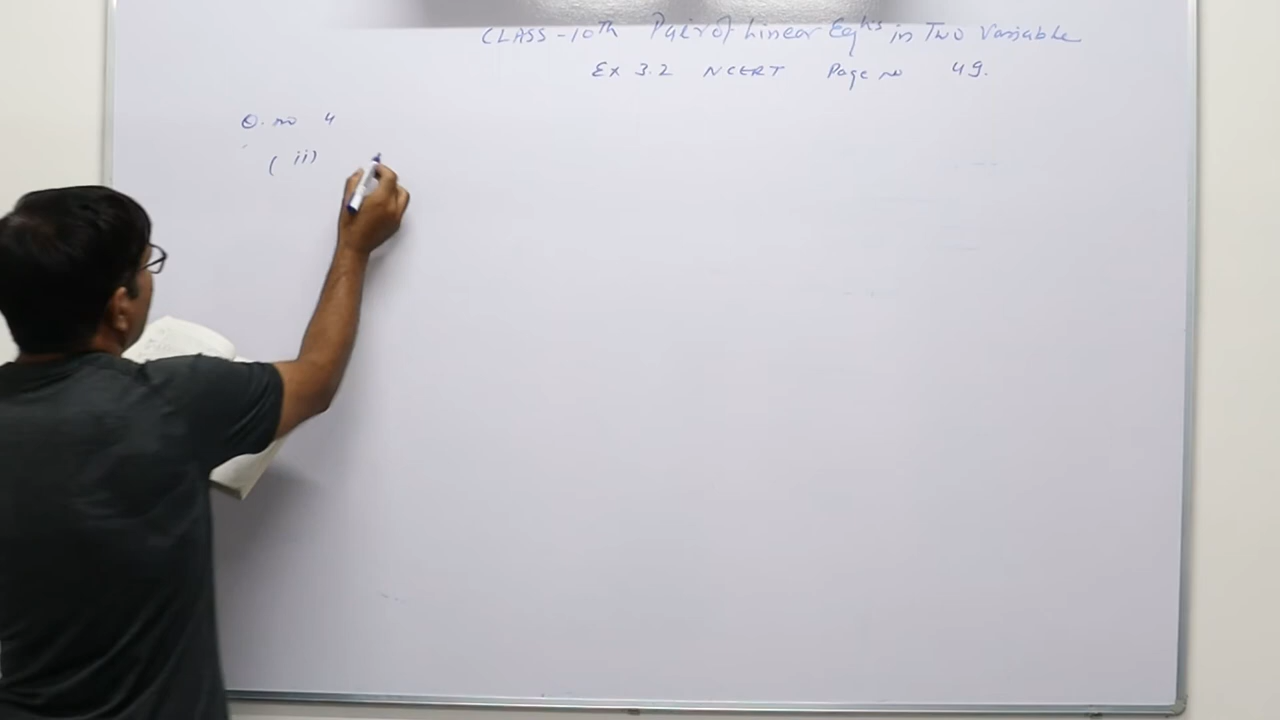 CLASS-10th Pair of Linear Eqns in Two Variable
Ex 3.2 NCERT Page no 49.
Q. no 4
(ii)